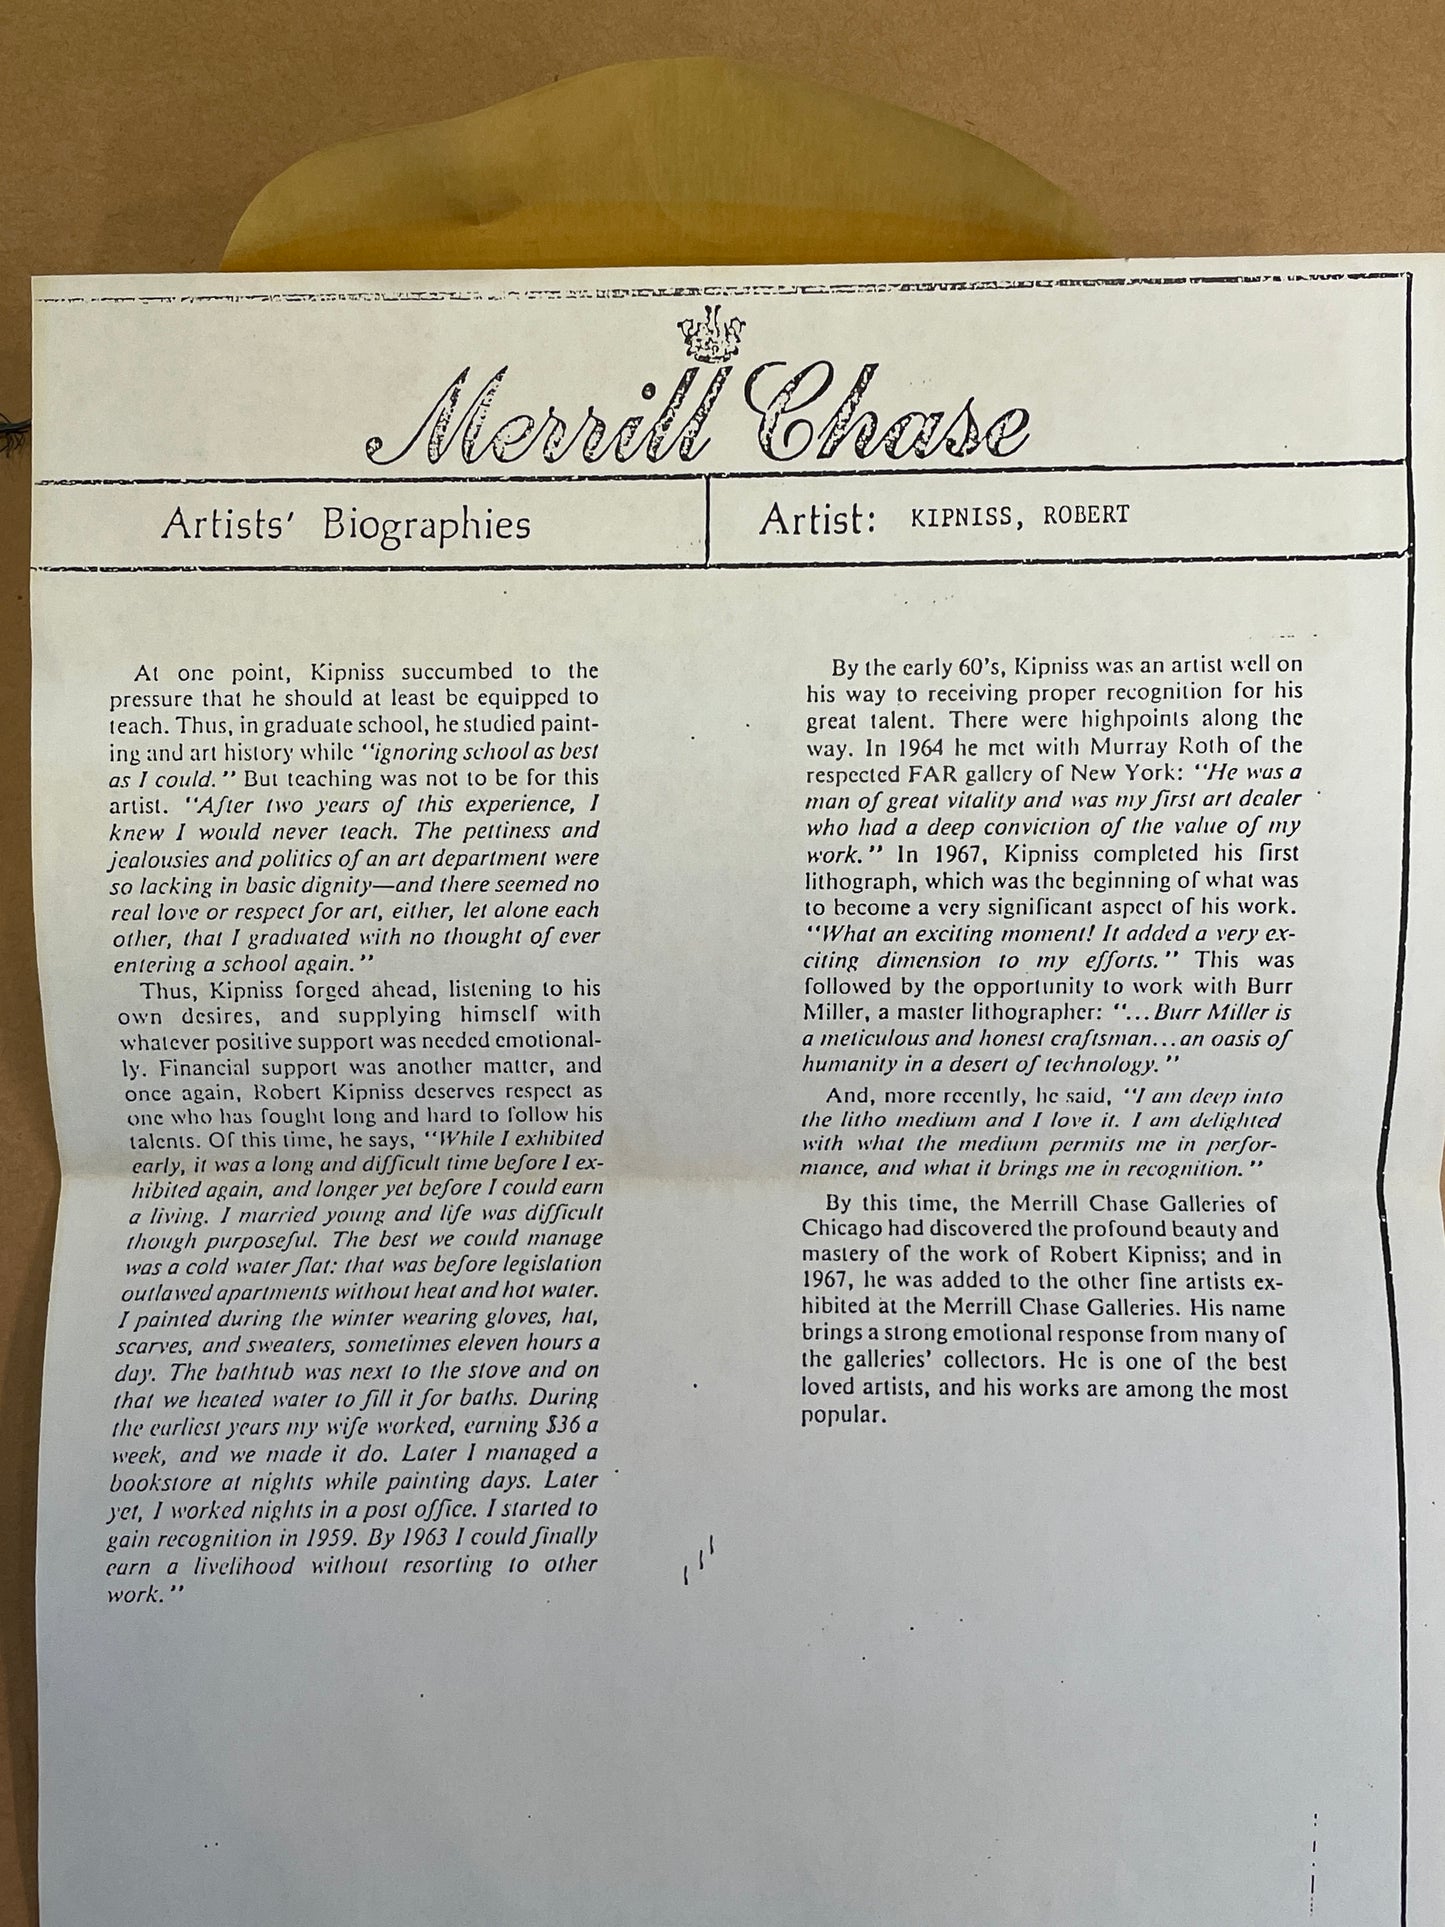 Merrill Chase
Artists' Biographies
Artist: KIPNISS, ROBERT
At one point, Kipniss succumbed to the
pressure that he should at least be equipped to
teach. Thus, in graduate school, he studied paint-
ing and art history while "ignoring school as best
as I could." But teaching was not to be for this
artist. "After two years of this experience, I
knew I would never teach. The pettiness and
jealousies and politics of an art department were
so lacking in basic dignity—and there seemed no
real love or respect for art, either, let alone each
other, that I graduated with no thought of ever
entering a school again."
Thus, Kipniss forged ahead, listening to his
own desires, and supplying himself with
whatever positive support was needed emotional-
ly. Financial support was another matter, and
once again, Robert Kipniss deserves respect as
one who has fought long and hard to follow his
talents. Of this time, he says, "While I exhibited
early, it was a long and difficult time before I ex-
hibited again, and longer yet before I could earn
a living. I married young and life was difficult
though purposeful. The best we could manage
was a cold water flat: that was before legislation
outlawed apartments without heat and hot water.
I painted during the winter wearing gloves, hat,
scarves, and sweaters, sometimes eleven hours a
day. The bathtub was next to the stove and on
that we heated water to fill it for baths. During
the earliest years my wife worked, earning $36 a
week, and we made it do. Later I managed a
bookstore at nights while painting days. Later
yet, I worked nights in a post office. I started to
gain recognition in 1959. By 1963 I could finally
earn a livelihood without resorting to other
work."
By the early 60's, Kipniss was an artist well on
his way to receiving proper recognition for his
great talent. There were highpoints along the
way. In 1964 he met with Murray Roth of the
respected FAR gallery of New York: "He was a
man of great vitality and was my first art dealer
who had a deep conviction of the value of my
work." In 1967, Kipniss completed his first
lithograph, which was the beginning of what was
to become a very significant aspect of his work.
"What an exciting moment! It added a very ex-
citing dimension to my efforts." This was
followed by the opportunity to work with Burr
Miller, a master lithographer: "...Burr Miller is
a meticulous and honest craftsman...an oasis of
humanity in a desert of technology."
And, more recently, he said, "I am deep into
the litho medium and I love it. I am delighted
with what the medium permits me in perfor-
mance, and what it brings me in recognition."
By this time, the Merrill Chase Galleries of
Chicago had discovered the profound beauty and
mastery of the work of Robert Kipniss; and in
1967, he was added to the other fine artists ex-
hibited at the Merrill Chase Galleries. His name
brings a strong emotional response from many of
the galleries' collectors. He is one of the best
loved artists, and his works are among the most
popular.